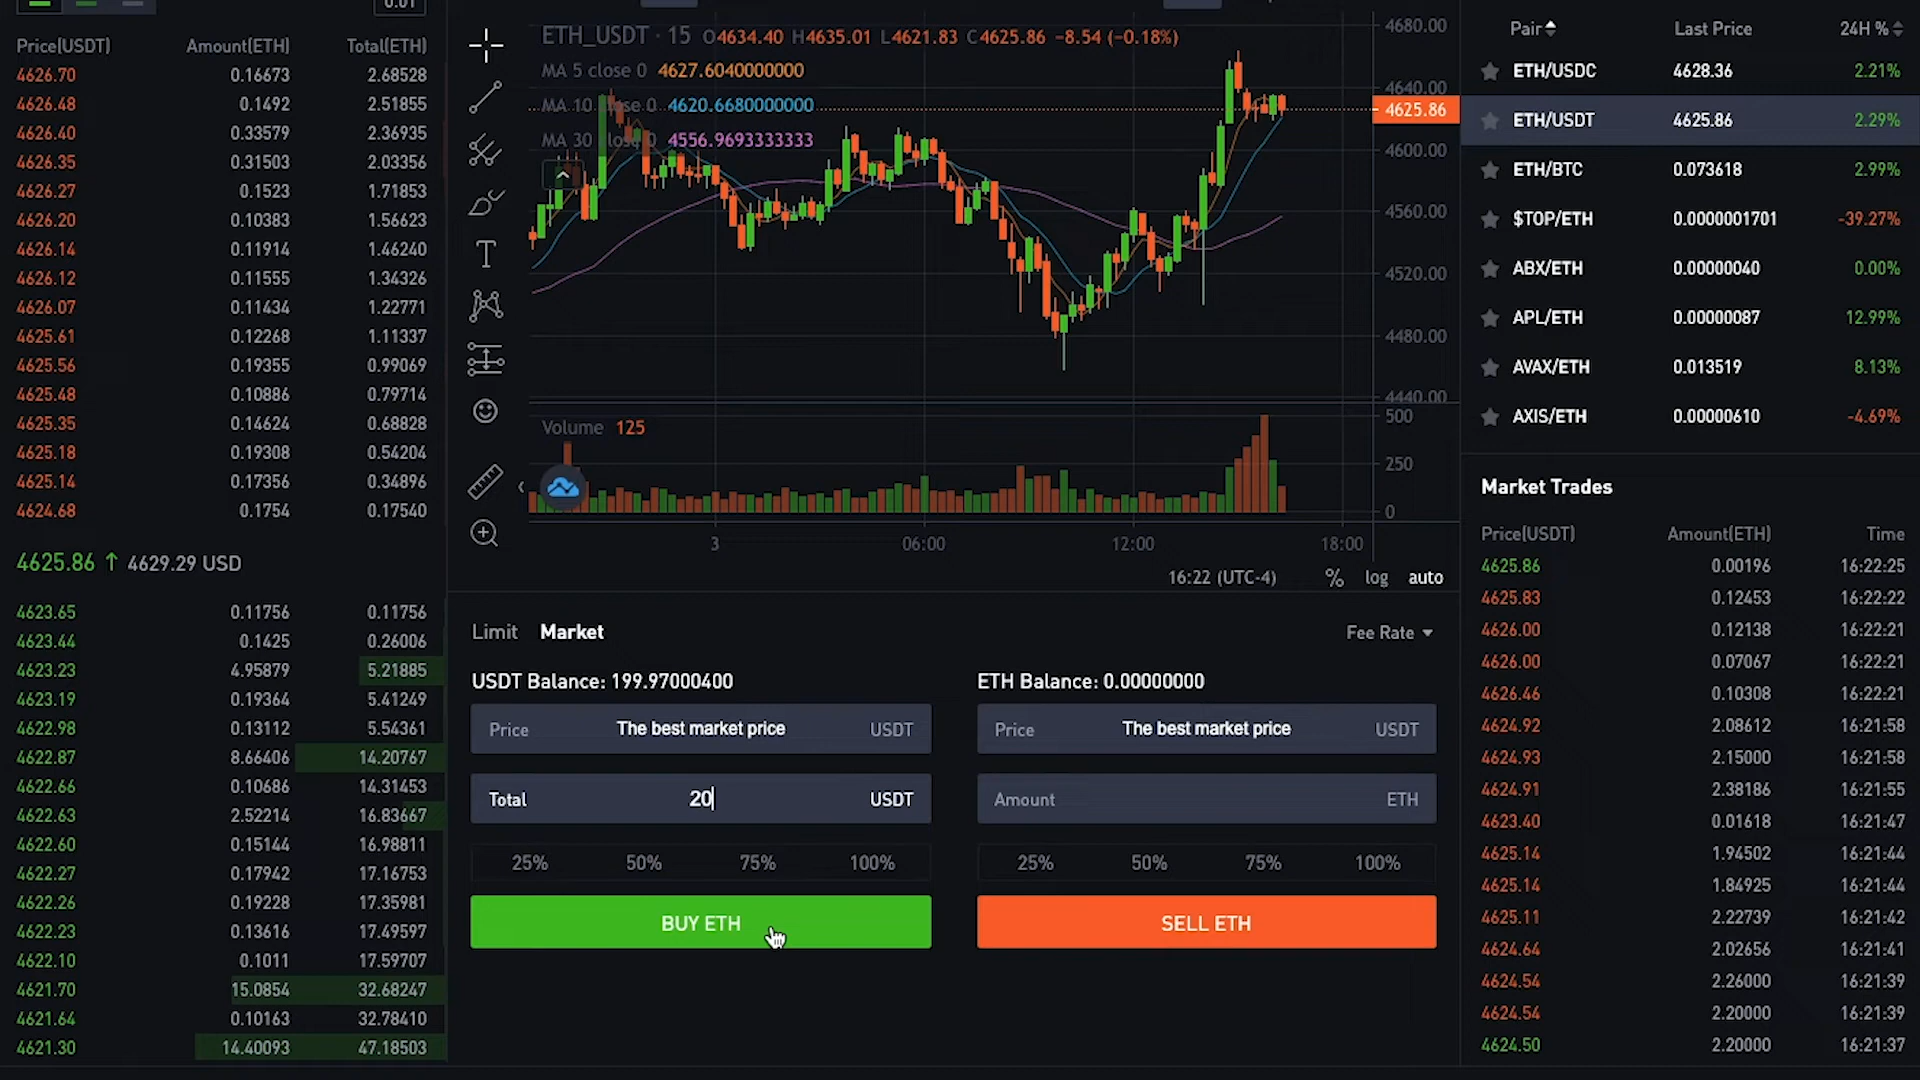 0.01
Price(USDT) Amount(ETH) Total(ETH)
4626.70 0.16673 2.68528
4626.48 0.1492 2.51855
4626.40 0.33579 2.36935
4626.35 0.31503 2.03356
4626.27 0.1523 1.71853
4626.20 0.10383 1.56623
4626.14 0.11914 1.46240
4626.12 0.11555 1.34326
4626.07 0.11434 1.22771
4625.61 0.12268 1.11337
4625.56 0.19355 0.99069
4625.48 0.10886 0.79714
4625.35 0.14624 0.68828
4625.18 0.19308 0.54204
4625.14 0.17356 0.34896
4624.68 0.1754 0.17540
4625.86 ↑ 4629.29 USD
4623.65 0.11756 0.11756
4623.44 0.1425 0.26006
4623.23 4.95879 5.21885
4623.19 0.19364 5.41249
4622.98 0.13112 5.54361
4622.87 8.66406 14.20767
4622.66 0.10686 14.31453
4622.63 2.52214 16.83667
4622.60 0.15144 16.98811
4622.27 0.17942 17.16753
4622.26 0.19228 17.35981
4622.23 0.13616 17.49597
4622.10 0.1011 17.59707
4621.70 15.0854 32.68247
4621.64 0.10163 32.78410
4621.30 14.40093 47.18503
ETH_USDT · 15 O4634.40 H4635.01 L4621.83 C4625.86 -8.54 (-0.18%)
MA 5 close 0 4627.6040000000
MA 10 close 0 4620.6680000000
MA 30 close 0 4556.9693333333
4680.00
4640.00
4625.86
4600.00
4560.00
4520.00
4480.00
4440.00
Volume 125
500
250
0
3 06:00 12:00 18:00
16:22 (UTC-4) % log auto
Limit Market Fee Rate
USDT Balance: 199.97000400 ETH Balance: 0.00000000
Price The best market price USDT Price The best market price USDT
Total 20 USDT Amount ETH
25% 50% 75% 100% 25% 50% 75% 100%
BUY ETH SELL ETH
Pair Last Price 24H %
ETH/USDC 4628.36 2.21%
ETH/USDT 4625.86 2.29%
ETH/BTC 0.073618 2.99%
$TOP/ETH 0.0000001701 -39.27%
ABX/ETH 0.00000040 0.00%
APL/ETH 0.00000087 12.99%
AVAX/ETH 0.013519 8.13%
AXIS/ETH 0.00000610 -4.69%
Market Trades
Price(USDT) Amount(ETH) Time
4625.86 0.00196 16:22:25
4625.83 0.12453 16:22:22
4626.00 0.12138 16:22:21
4626.00 0.07067 16:22:21
4626.46 0.10308 16:22:21
4624.92 2.08612 16:21:58
4624.93 2.15000 16:21:58
4624.91 2.38186 16:21:55
4623.40 0.01618 16:21:47
4625.14 1.94502 16:21:44
4625.14 1.84925 16:21:44
4625.11 2.22739 16:21:42
4624.64 2.02656 16:21:41
4624.54 2.26000 16:21:39
4624.54 2.20000 16:21:39
4624.50 2.20000 16:21:37